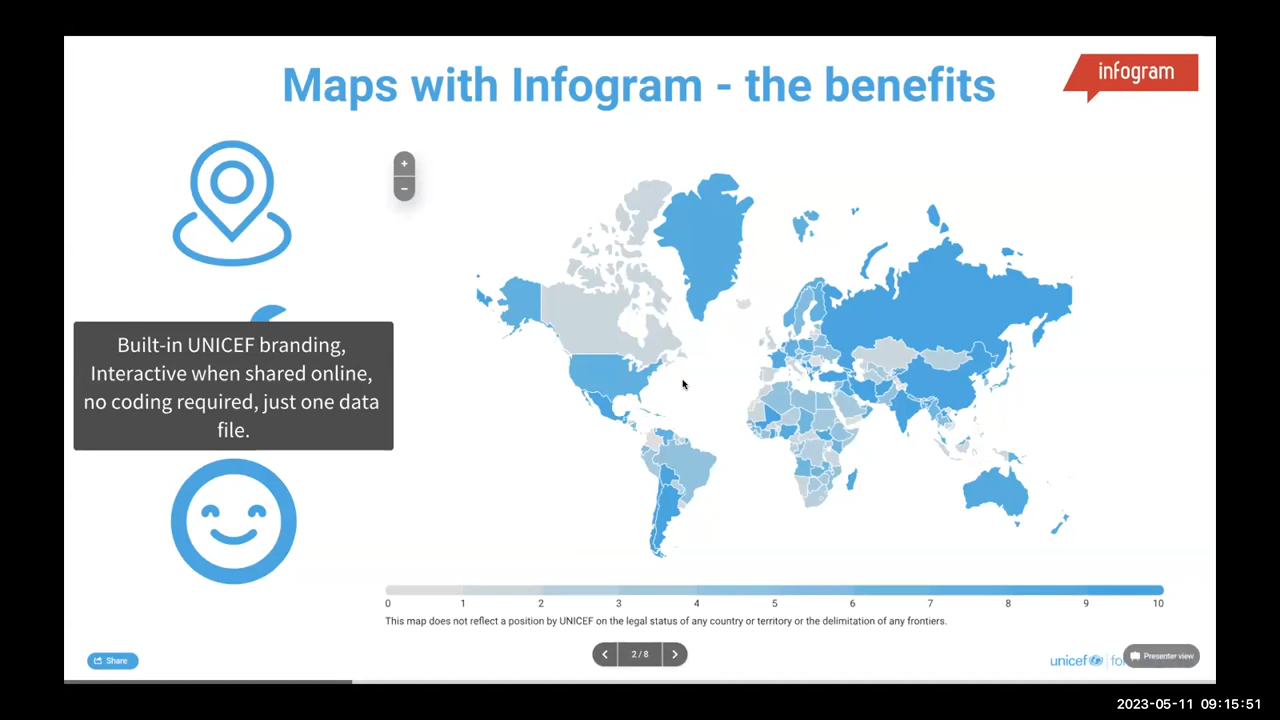 Maps with Infogram - the benefits
infogram
+
−
Built-in UNICEF branding,
Interactive when shared online,
no coding required, just one data
file.
0 1 2 3 4 5 6 7 8 9 10
This map does not reflect a position by UNICEF on the legal status of any country or territory or the delimitation of any frontiers.
Share
2 / 8
unicef
Presenter view
2023-05-11 09:15:51